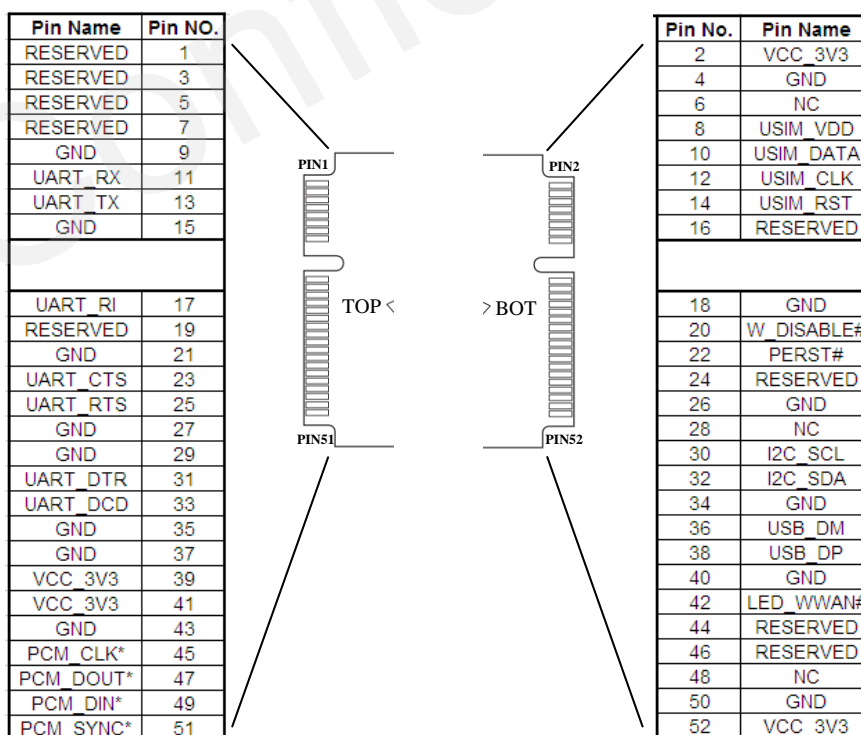 Pin Name Pin NO.
RESERVED 1
RESERVED 3
RESERVED 5
RESERVED 7
GND 9
UART_RX 11
UART_TX 13
GND 15
UART_RI 17
RESERVED 19
GND 21
UART_CTS 23
UART_RTS 25
GND 27
GND 29
UART_DTR 31
UART_DCD 33
GND 35
GND 37
VCC_3V3 39
VCC_3V3 41
GND 43
PCM_CLK* 45
PCM_DOUT* 47
PCM_DIN* 49
PCM_SYNC* 51
PIN1
TOP
PIN51
PIN2
BOT
PIN52
Pin No. Pin Name
2 VCC_3V3
4 GND
6 NC
8 USIM_VDD
10 USIM_DATA
12 USIM_CLK
14 USIM_RST
16 RESERVED
18 GND
20 W_DISABLE#
22 PERST#
24 RESERVED
26 GND
28 NC
30 I2C_SCL
32 I2C_SDA
34 GND
36 USB_DM
38 USB_DP
40 GND
42 LED_WWAN#
44 RESERVED
46 RESERVED
48 NC
50 GND
52 VCC_3V3